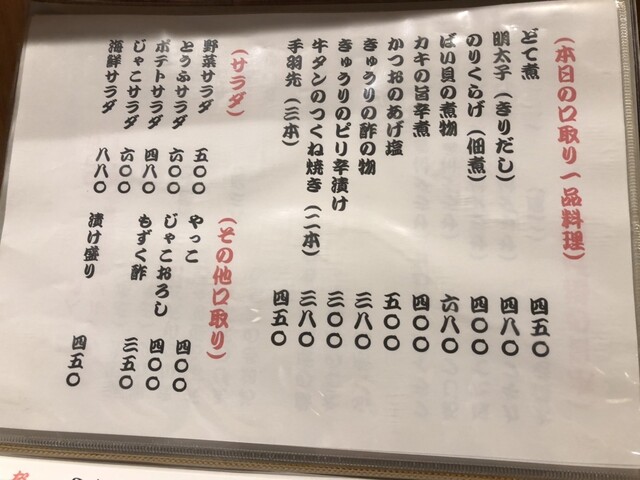 (本日の口取り一品料理)
どて煮 四五〇
明太子(きりだし) 四八〇
のりくらげ(佃煮) 四〇〇
ばい貝の煮物 六八〇
カキの旨辛煮 四〇〇
かつおのあげ塩 五〇〇
きゅうりの酢の物 三八〇
きゅうりのピリ辛漬け 三〇〇
牛タンのつくね焼き(二本) 三八〇
手羽先(三本) 四五〇
(サラダ)
野菜サラダ 五〇〇
とうふサラダ 六〇〇
ポテトサラダ 四八〇
じゃこサラダ 六〇〇
海鮮サラダ 八八〇
(その他口取り)
やっこ 四〇〇
じゃこおろし 四〇〇
もずく酢 三五〇
漬け盛り 四五〇